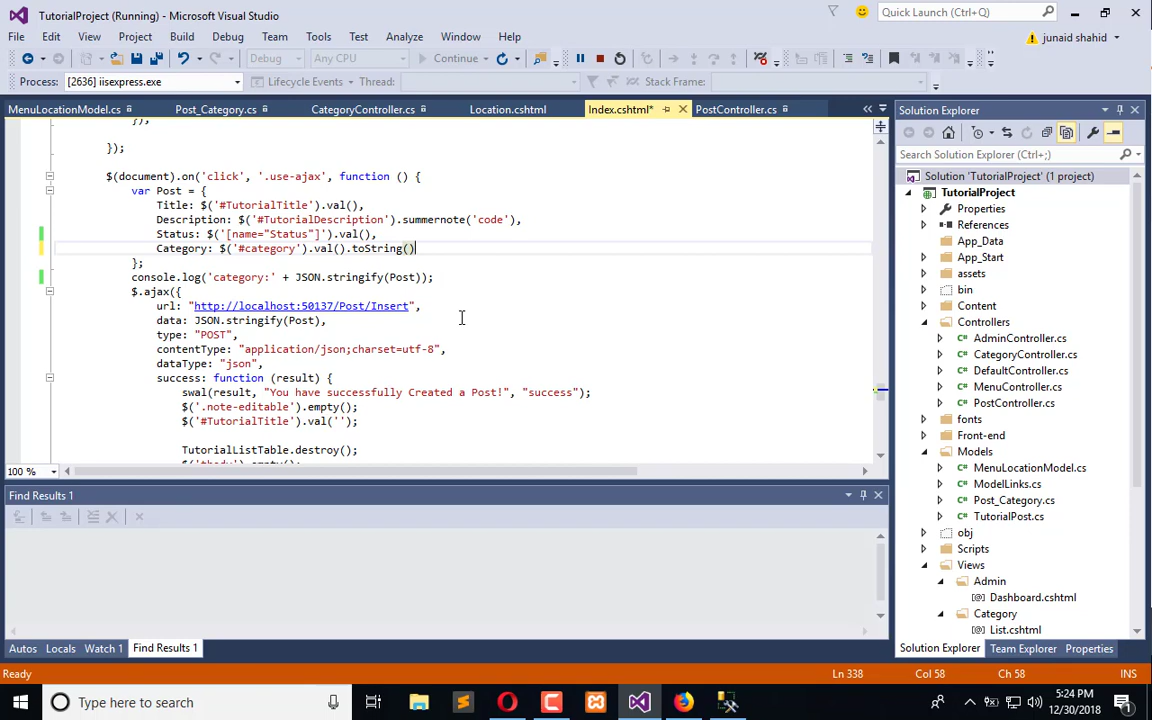 TutorialProject (Running) - Microsoft Visual Studio
Quick Launch (Ctrl+Q)
File Edit View Project Build Debug Team Tools Test Analyze Window Help
junaid shahid
Debug Any CPU Continue
Process: [2636] iisexpress.exe Lifecycle Events Thread: Stack Frame:
MenuLocationModel.cs Post_Category.cs CategoryController.cs Location.cshtml Index.cshtml* PostController.cs
});
});
$(document).on('click', '.use-ajax', function () {
var Post = {
Title: $('#TutorialTitle').val(),
Description: $('#TutorialDescription').summernote('code'),
Status: $('[name="Status"]').val(),
Category: $('#category').val().toString()
};
console.log('category:' + JSON.stringify(Post));
$.ajax({
url: "http://localhost:50137/Post/Insert",
data: JSON.stringify(Post),
type: "POST",
contentType: "application/json;charset=utf-8",
dataType: "json",
success: function (result) {
swal(result, "You have successfully Created a Post!", "success");
$('.note-editable').empty();
$('#TutorialTitle').val('');
TutorialListTable.destroy();
$('tbody').empty();
100 %
Find Results 1
Autos Locals Watch 1 Find Results 1
Solution Explorer
Search Solution Explorer (Ctrl+;)
Solution 'TutorialProject' (1 project)
TutorialProject
Properties
References
App_Data
App_Start
assets
bin
Content
Controllers
AdminController.cs
CategoryController.cs
DefaultController.cs
MenuController.cs
PostController.cs
fonts
Front-end
Models
MenuLocationModel.cs
ModelLinks.cs
Post_Category.cs
TutorialPost.cs
obj
Scripts
Views
Admin
Dashboard.cshtml
Category
List.cshtml
Solution Explorer Team Explorer Properties
Ready Ln 338 Col 58 Ch 58 INS
Type here to search
5:24 PM
12/30/2018
1